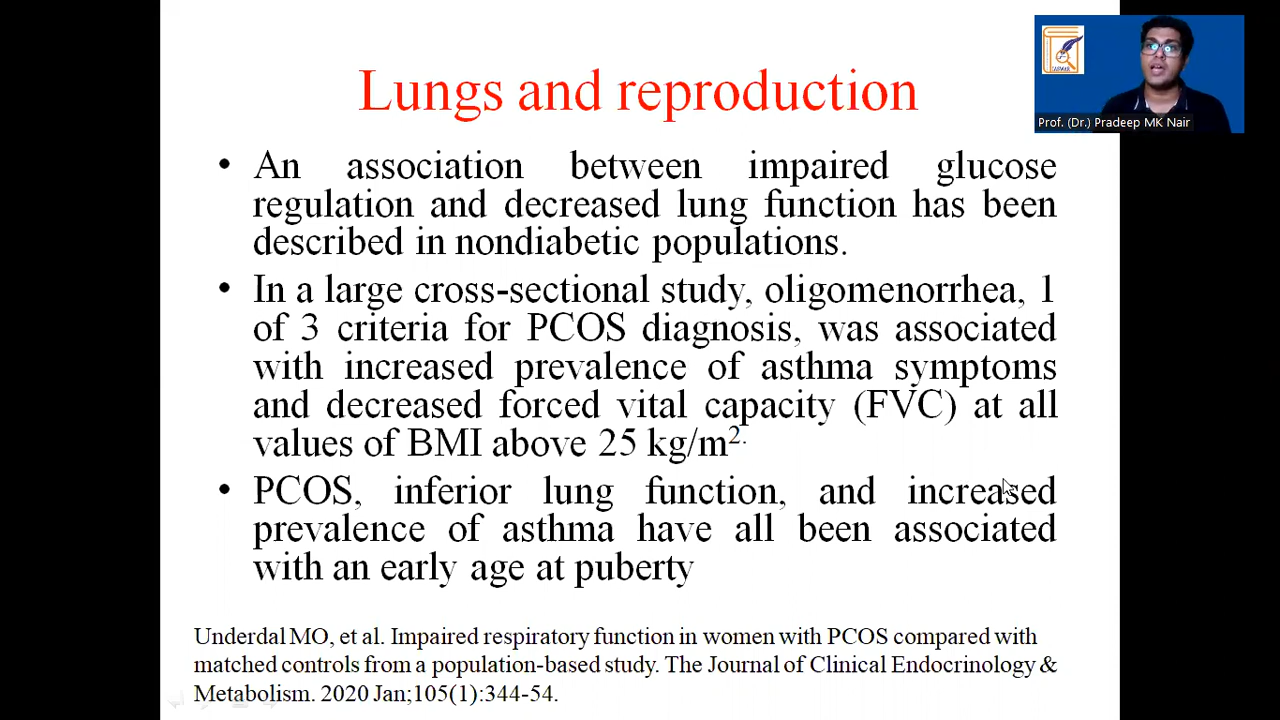 Lungs and reproduction
Prof. (Dr.) Pradeep MK Nair
• An association between impaired glucose
regulation and decreased lung function has been
described in nondiabetic populations.
• In a large cross-sectional study, oligomenorrhea, 1
of 3 criteria for PCOS diagnosis, was associated
with increased prevalence of asthma symptoms
and decreased forced vital capacity (FVC) at all
values of BMI above 25 kg/m².
• PCOS, inferior lung function, and increased
prevalence of asthma have all been associated
with an early age at puberty
Underdal MO, et al. Impaired respiratory function in women with PCOS compared with
matched controls from a population-based study. The Journal of Clinical Endocrinology &
Metabolism. 2020 Jan;105(1):344-54.